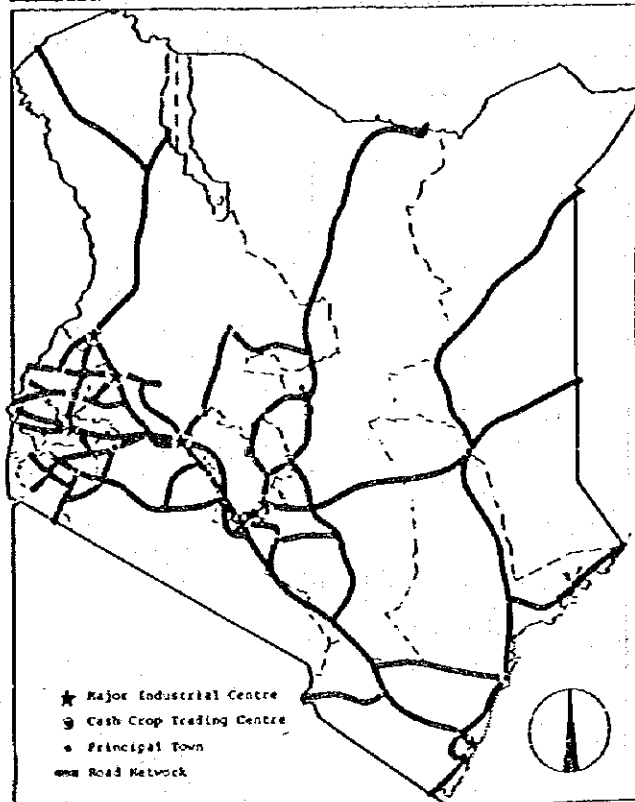 Major Industrial Centre
Cash Crop Trading Centre
Principal Town
Road Network